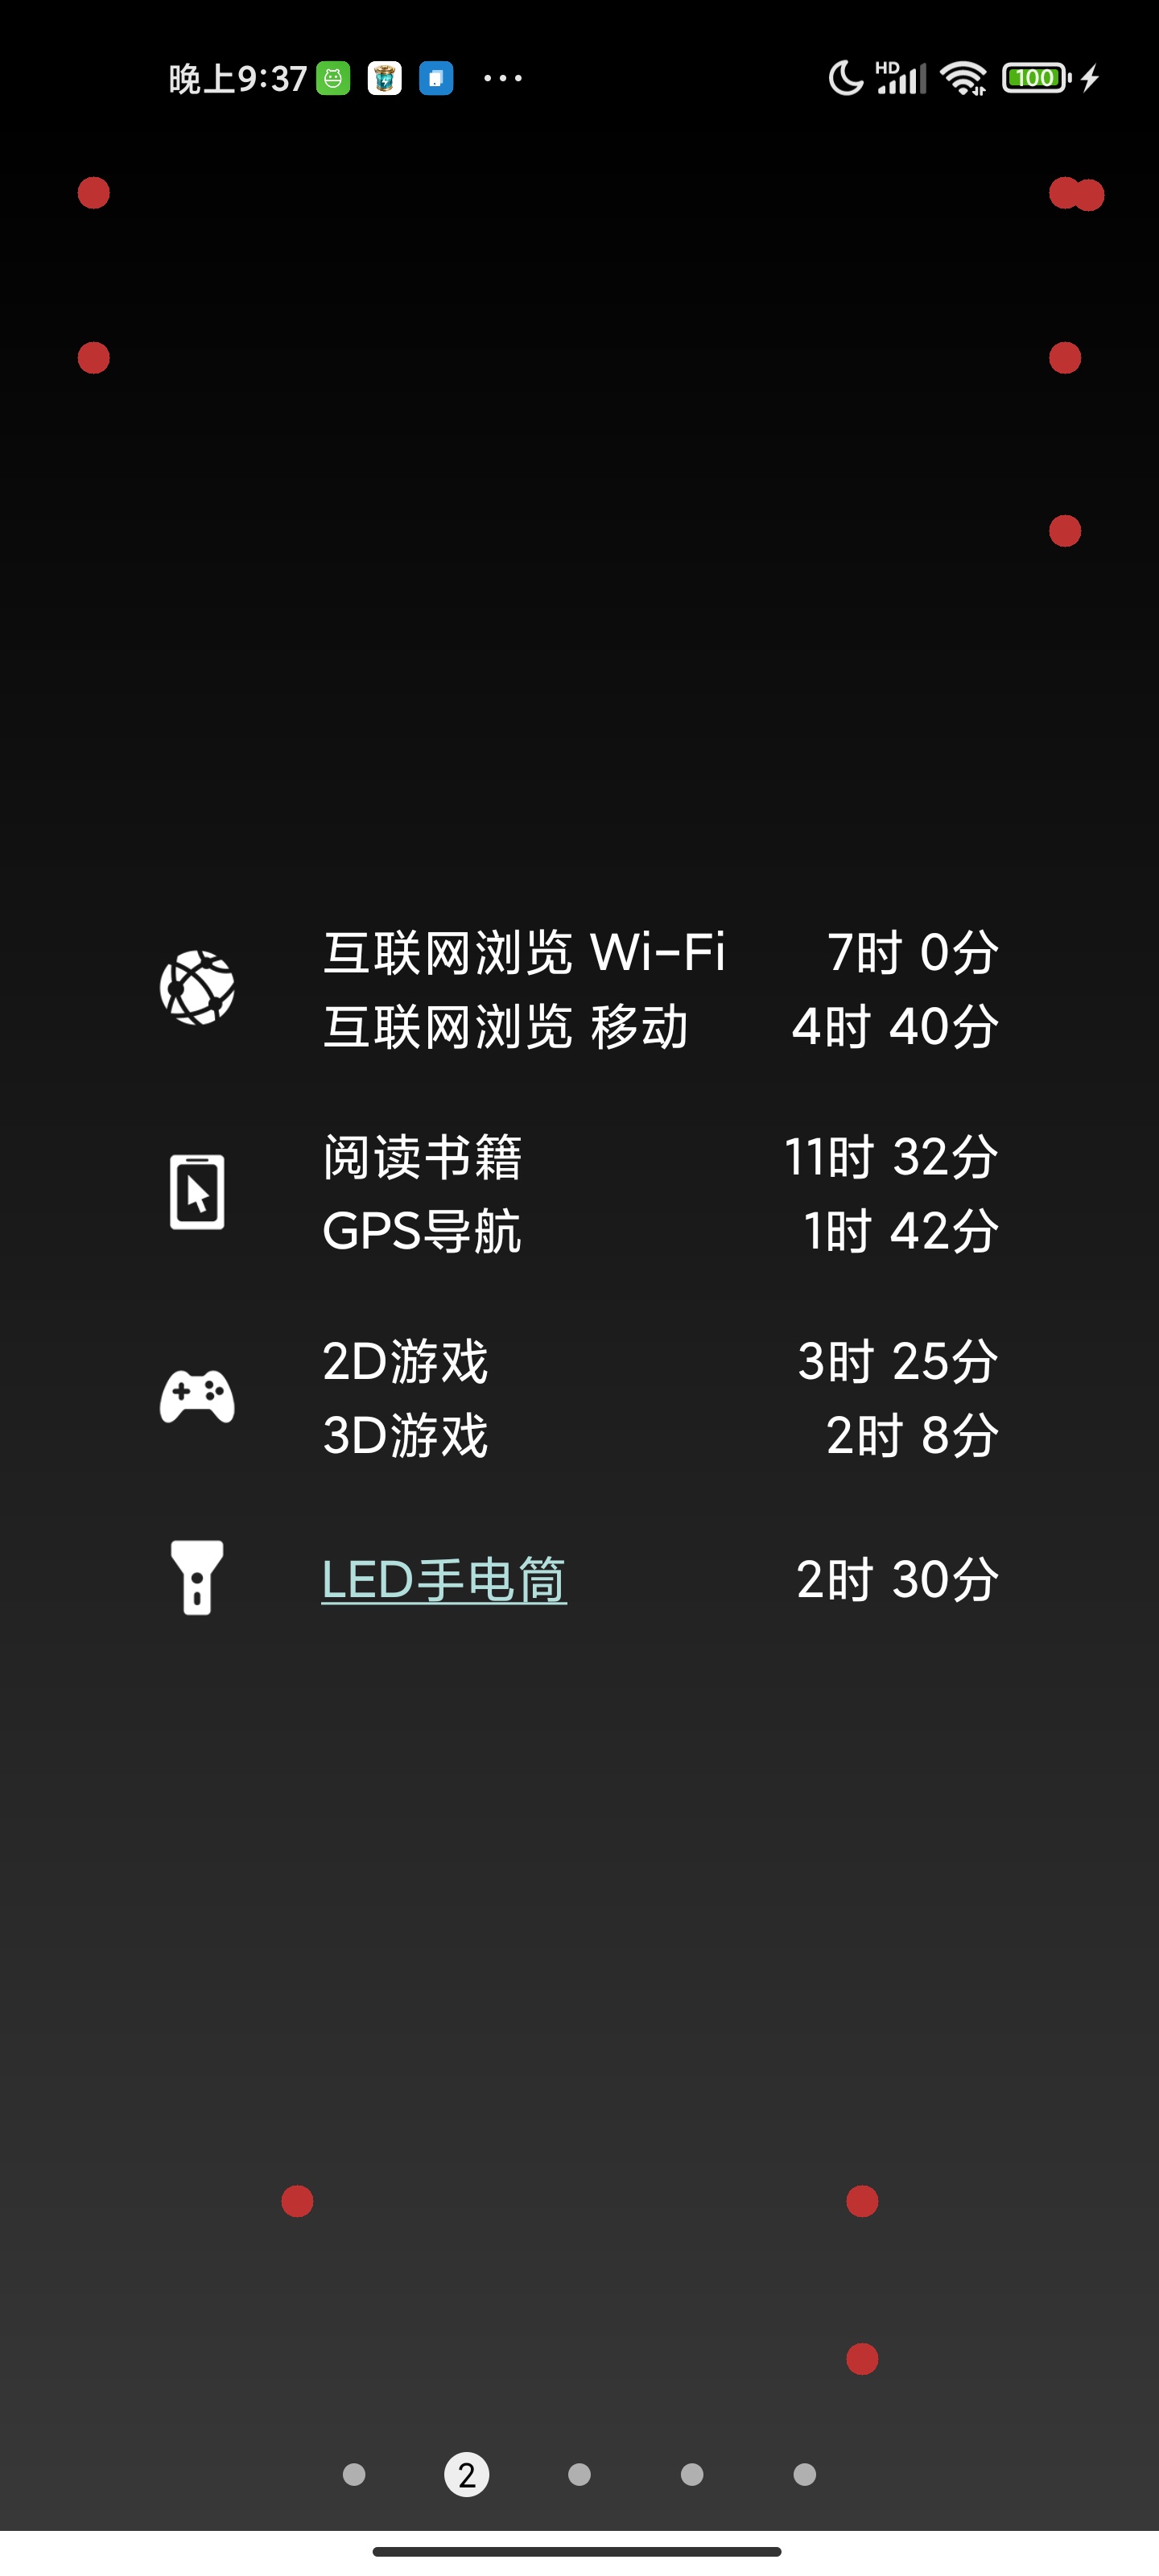 晚上9:37 HD 100
互联网浏览 Wi-Fi 7时 0分
互联网浏览 移动 4时 40分
阅读书籍 11时 32分
GPS导航 1时 42分
2D游戏 3时 25分
3D游戏 2时 8分
LED手电筒 2时 30分
2